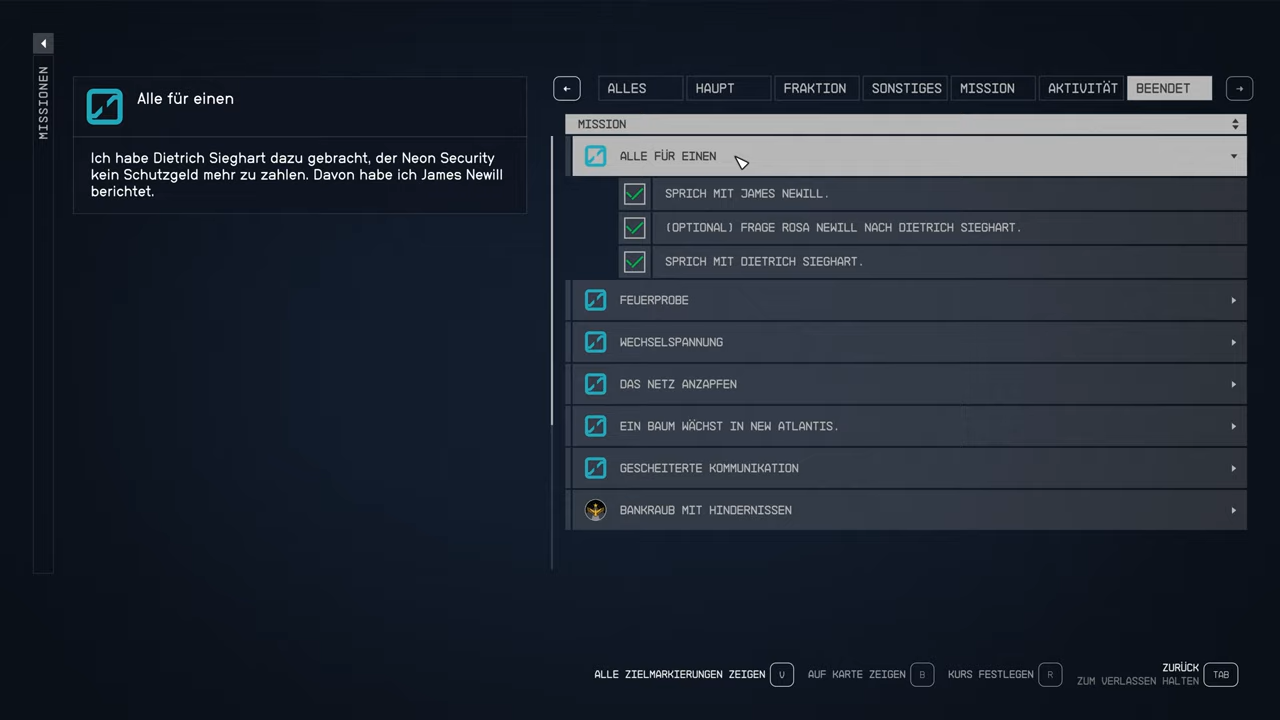 MISSIONEN
Alle für einen
Ich habe Dietrich Sieghart dazu gebracht, der Neon Security
kein Schutzgeld mehr zu zahlen. Davon habe ich James Newill
berichtet.
ALLES HAUPT FRAKTION SONSTIGES MISSION AKTIVITÄT BEENDET
MISSION
ALLE FÜR EINEN
SPRICH MIT JAMES NEWILL.
(OPTIONAL) FRAGE ROSA NEWILL NACH DIETRICH SIEGHART.
SPRICH MIT DIETRICH SIEGHART.
FEUERPROBE
WECHSELSPANNUNG
DAS NETZ ANZAPFEN
EIN BAUM WÄCHST IN NEW ATLANTIS.
GESCHEITERTE KOMMUNIKATION
BANKRAUB MIT HINDERNISSEN
ALLE ZIELMARKIERUNGEN ZEIGEN V AUF KARTE ZEIGEN B KURS FESTLEGEN R ZURÜCK TAB
ZUM VERLASSEN HALTEN